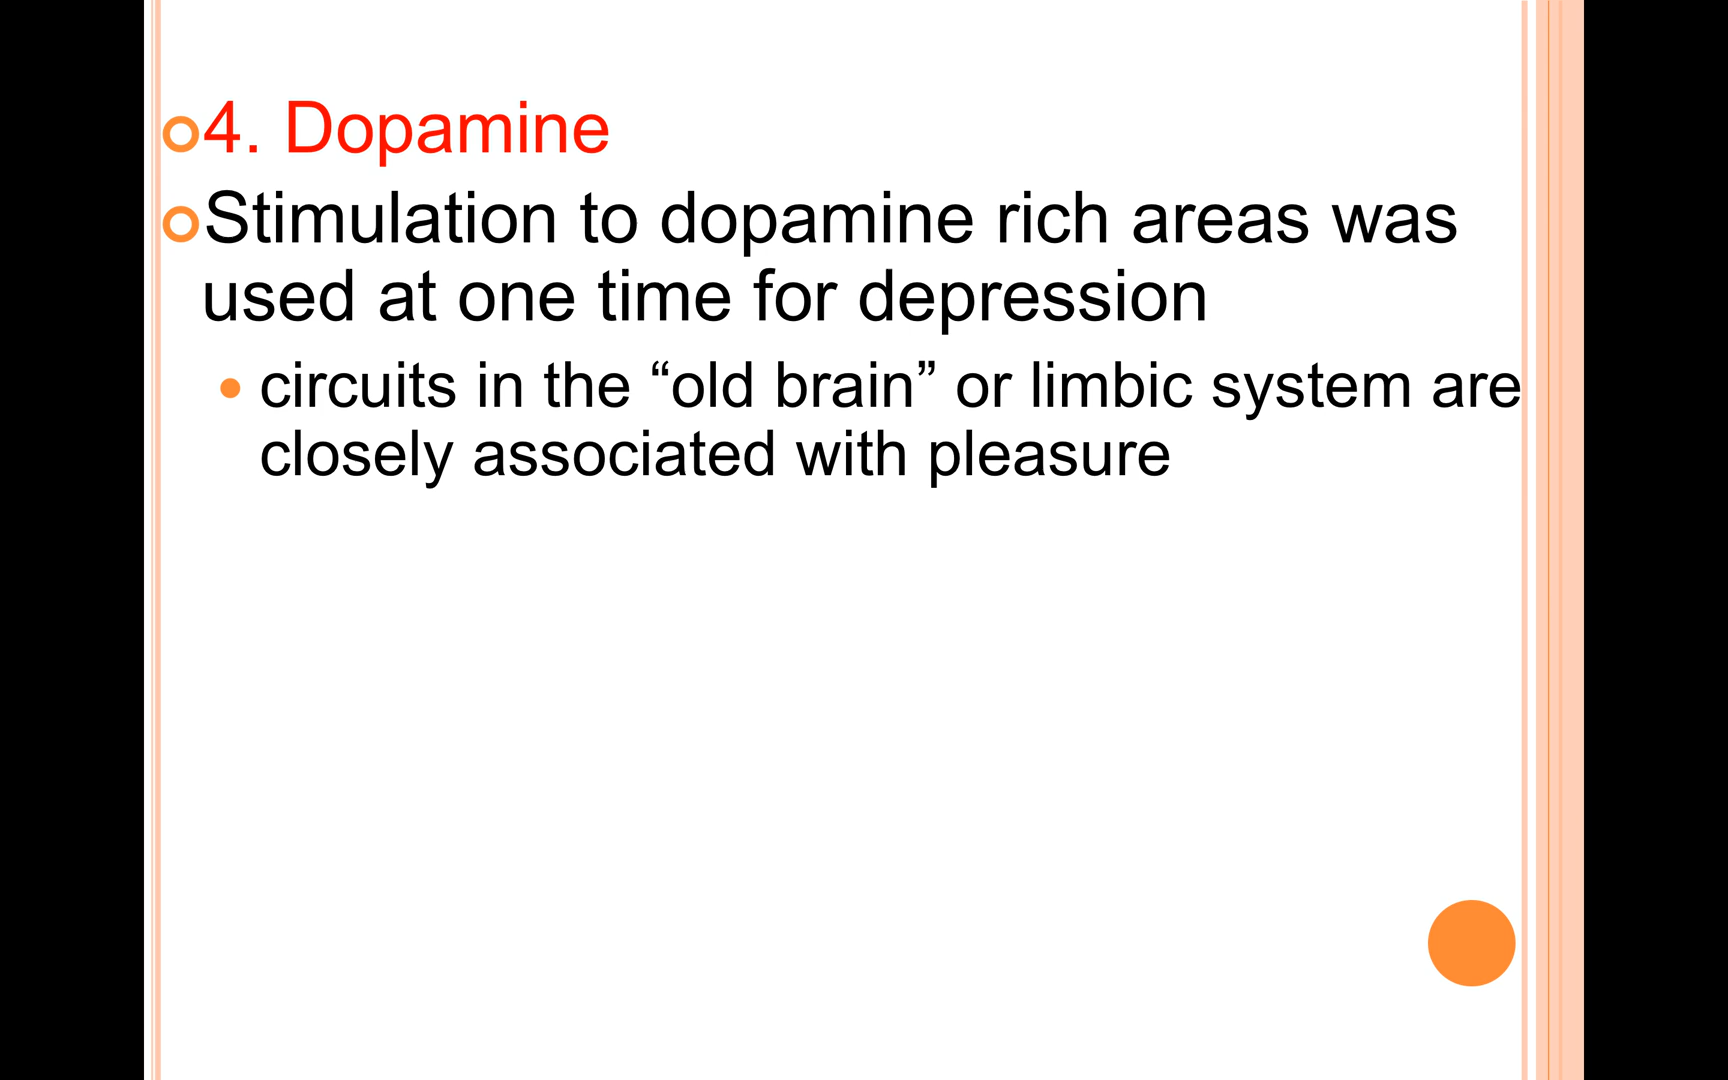 4. Dopamine
Stimulation to dopamine rich areas was
used at one time for depression
circuits in the “old brain” or limbic system are
closely associated with pleasure